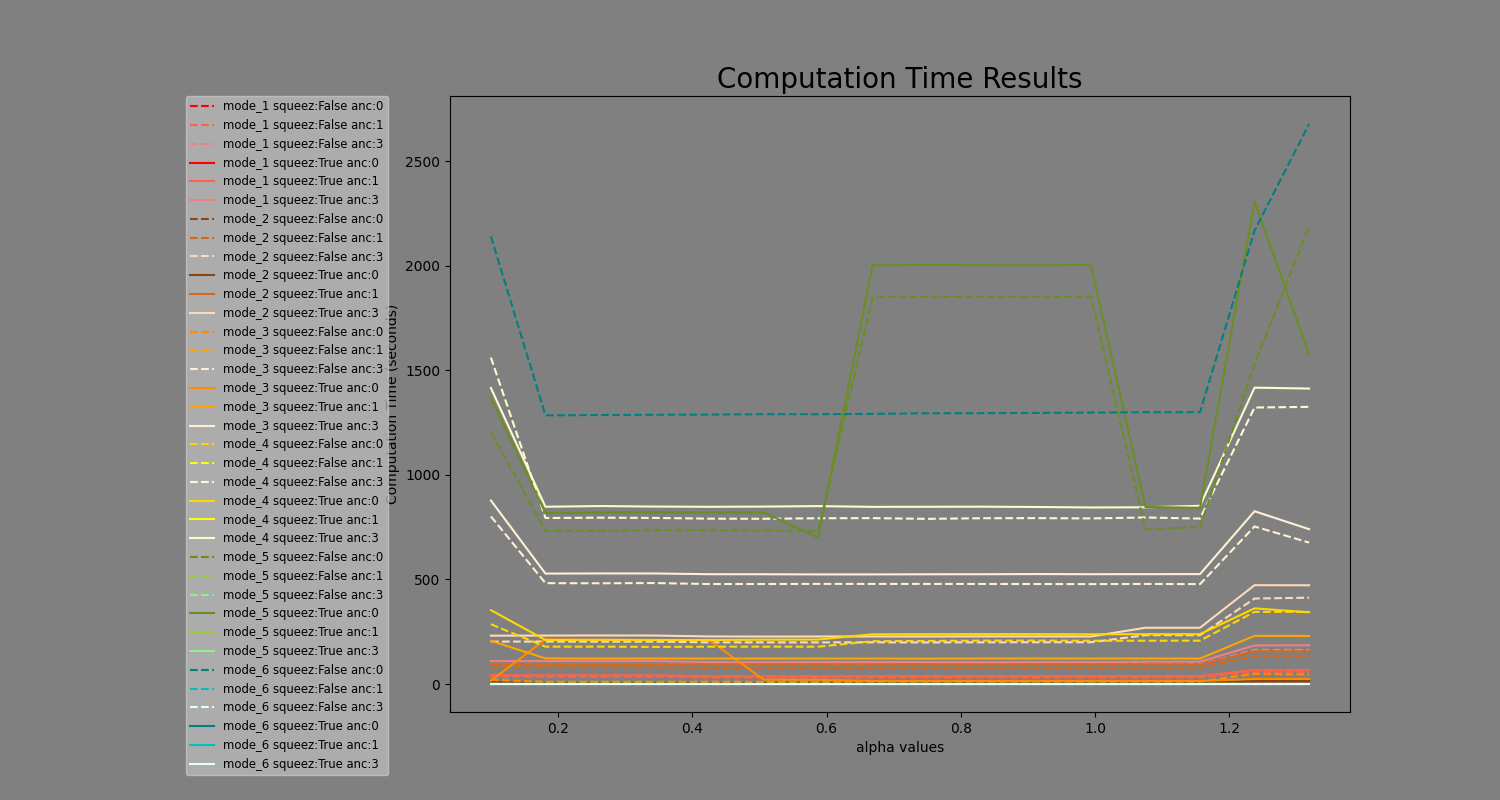 Computation Time Results
mode_1 squeez:False anc:0
mode_1 squeez:False anc:1
mode_1 squeez:False anc:3
mode_1 squeez:True anc:0
mode_1 squeez:True anc:1
mode_1 squeez:True anc:3
mode_2 squeez:False anc:0
mode_2 squeez:False anc:1
mode_2 squeez:False anc:3
mode_2 squeez:True anc:0
mode_2 squeez:True anc:1
mode_2 squeez:True anc:3
mode_3 squeez:False anc:0
mode_3 squeez:False anc:1
mode_3 squeez:False anc:3
mode_3 squeez:True anc:0
mode_3 squeez:True anc:1
mode_3 squeez:True anc:3
mode_4 squeez:False anc:0
mode_4 squeez:False anc:1
mode_4 squeez:False anc:3
mode_4 squeez:True anc:0
mode_4 squeez:True anc:1
mode_4 squeez:True anc:3
mode_5 squeez:False anc:0
mode_5 squeez:False anc:1
mode_5 squeez:False anc:3
mode_5 squeez:True anc:0
mode_5 squeez:True anc:1
mode_5 squeez:True anc:3
mode_6 squeez:False anc:0
mode_6 squeez:False anc:1
mode_6 squeez:False anc:3
mode_6 squeez:True anc:0
mode_6 squeez:True anc:1
mode_6 squeez:True anc:3
Computation Time (seconds)
2500
2000
1500
1000
500
0
0.2 0.4 0.6 0.8 1.0 1.2
alpha values